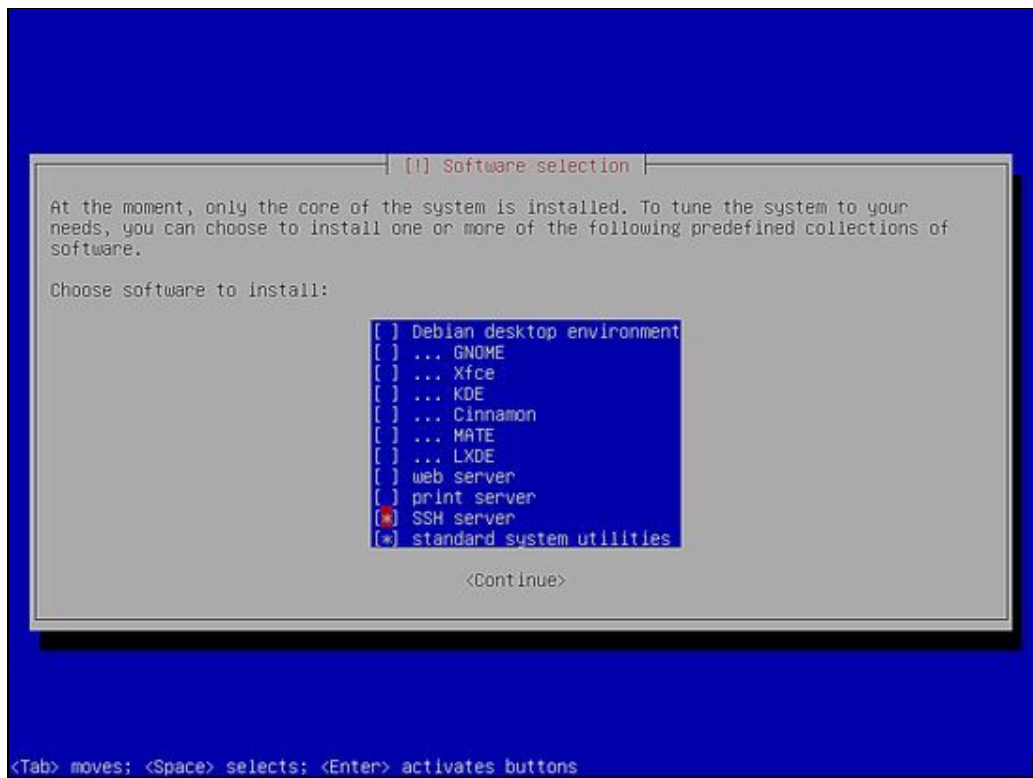 [!] Software selection
At the moment, only the core of the system is installed. To tune the system to your
needs, you can choose to install one or more of the following predefined collections of
software.
Choose software to install:
[ ] Debian desktop environment
[ ] ... GNOME
[ ] ... Xfce
[ ] ... KDE
[ ] ... Cinnamon
[ ] ... MATE
[ ] ... LXDE
[ ] web server
[ ] print server
[*] SSH server
[*] standard system utilities
<Continue>
<Tab> moves; <Space> selects; <Enter> activates buttons